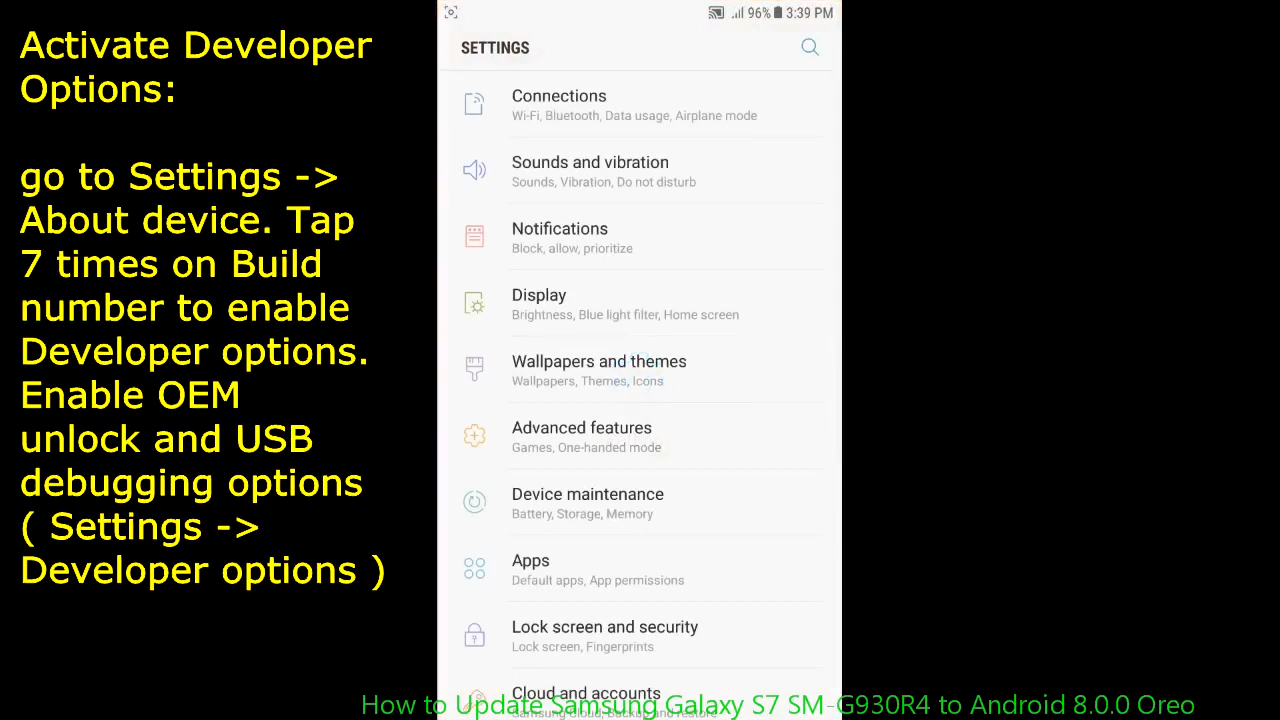 Activate Developer
Options:
go to Settings ->
About device. Tap
7 times on Build
number to enable
Developer options.
Enable OEM
unlock and USB
debugging options
( Settings ->
Developer options )
96% 3:39 PM
SETTINGS
Connections
Wi-Fi, Bluetooth, Data usage, Airplane mode
Sounds and vibration
Sounds, Vibration, Do not disturb
Notifications
Block, allow, prioritize
Display
Brightness, Blue light filter, Home screen
Wallpapers and themes
Wallpapers, Themes, Icons
Advanced features
Games, One-handed mode
Device maintenance
Battery, Storage, Memory
Apps
Default apps, App permissions
Lock screen and security
Lock screen, Fingerprints
Cloud and accounts
Samsung Cloud, Backup and restore
How to Update Samsung Galaxy S7 SM-G930R4 to Android 8.0.0 Oreo